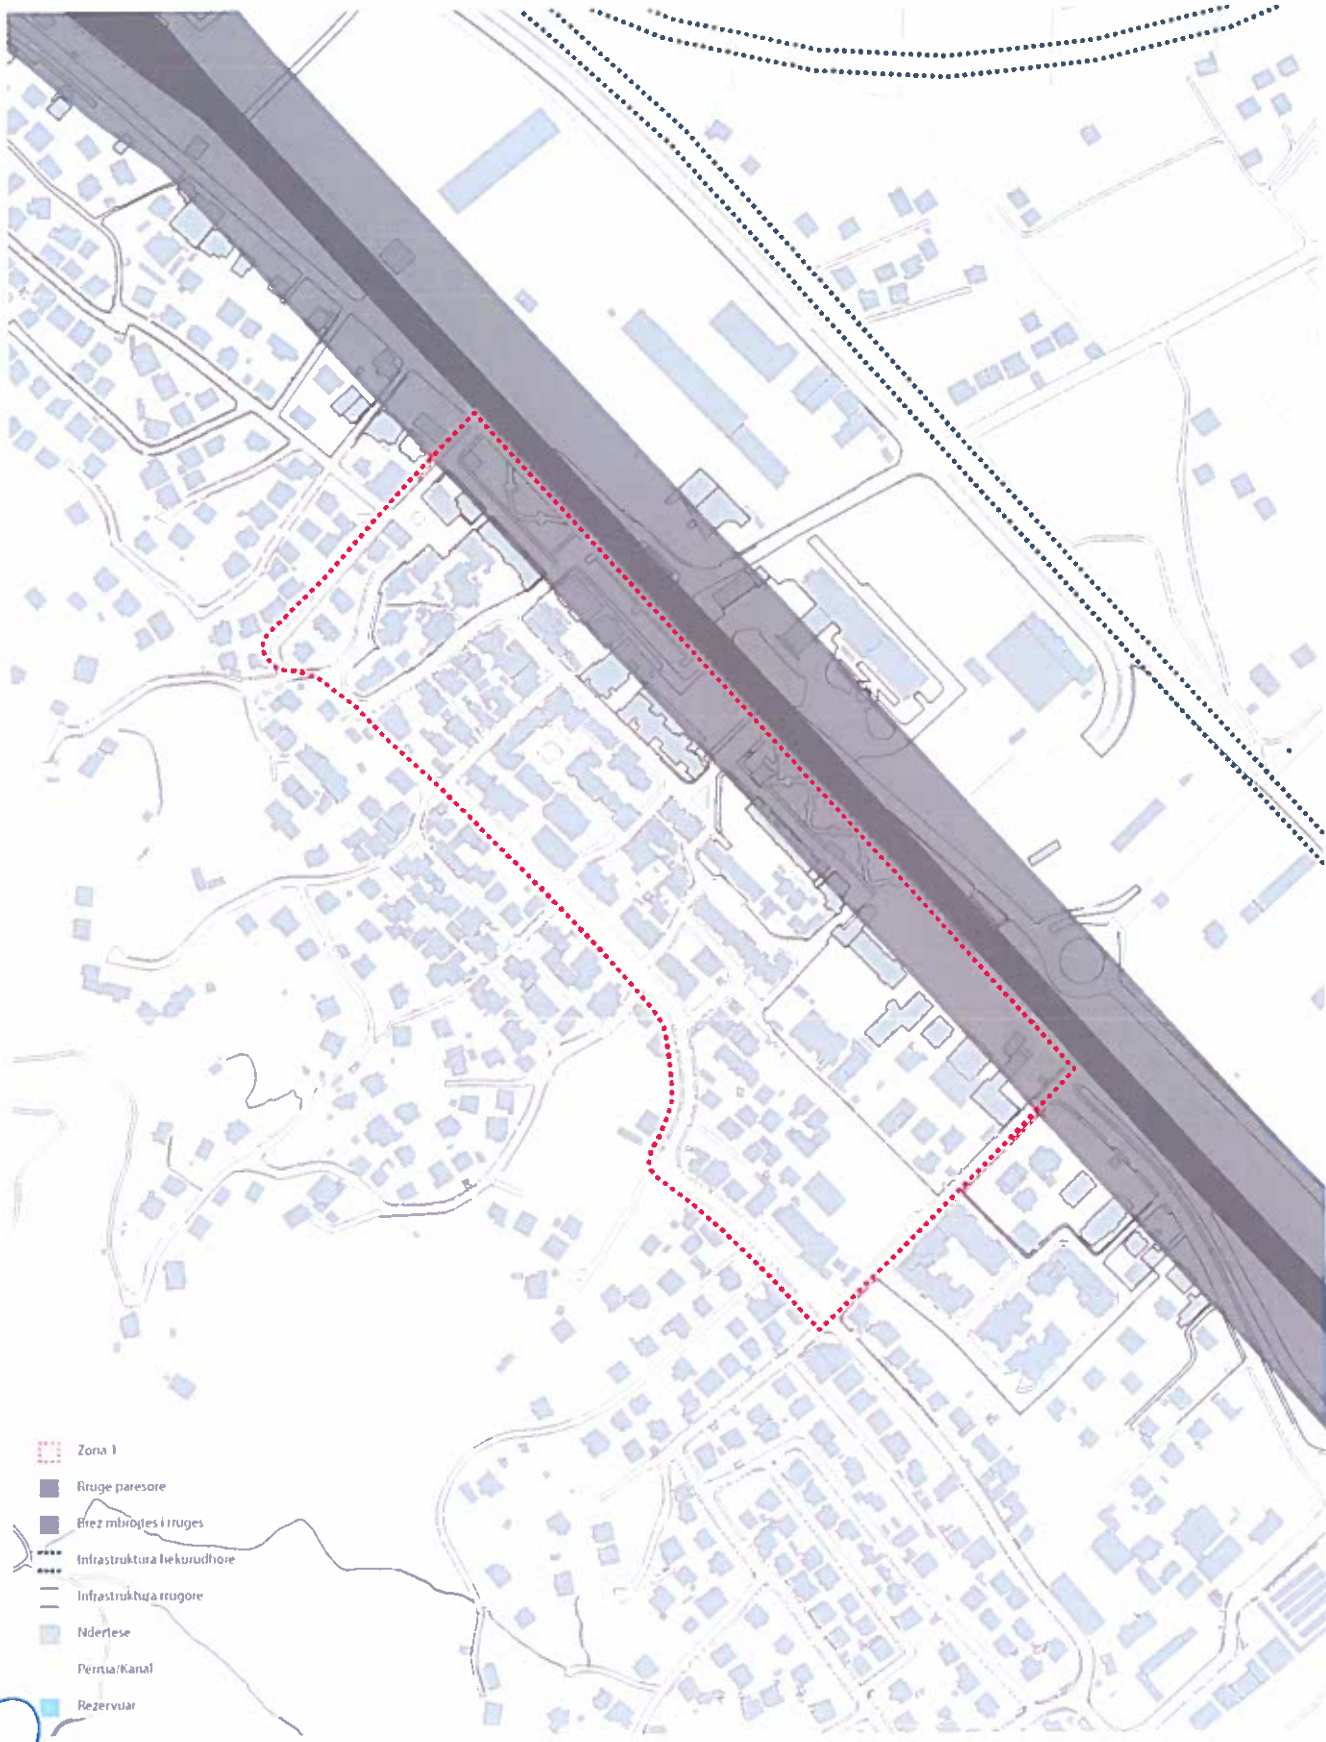 Zona 1
Rruge paresore
Brez mbrojtes i rruges
Infrastruktura hekurudhore
Infrastruktura rrugore
Ndertese
Perrua/Kanal
Rezervuar